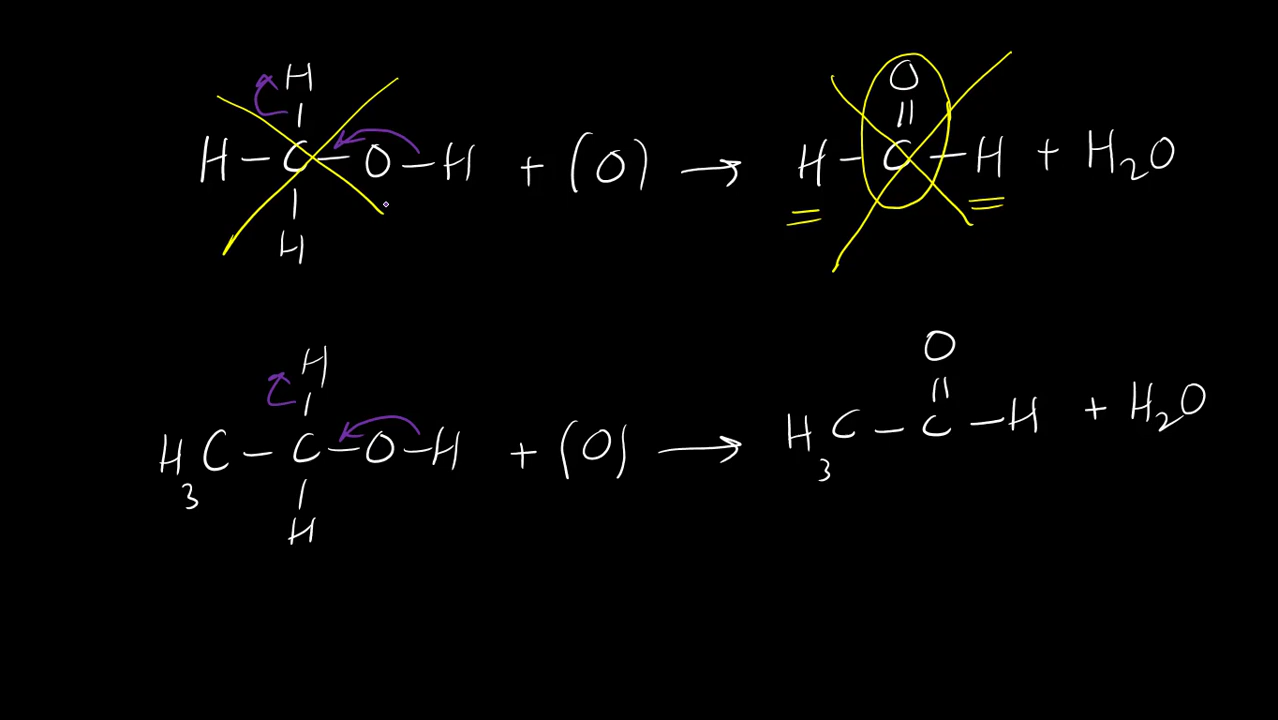 H O
H — C — O — H + (O) → H — C — H + H2O
H
H O
H3C — C — O — H + (O) → H3C — C — H + H2O
H